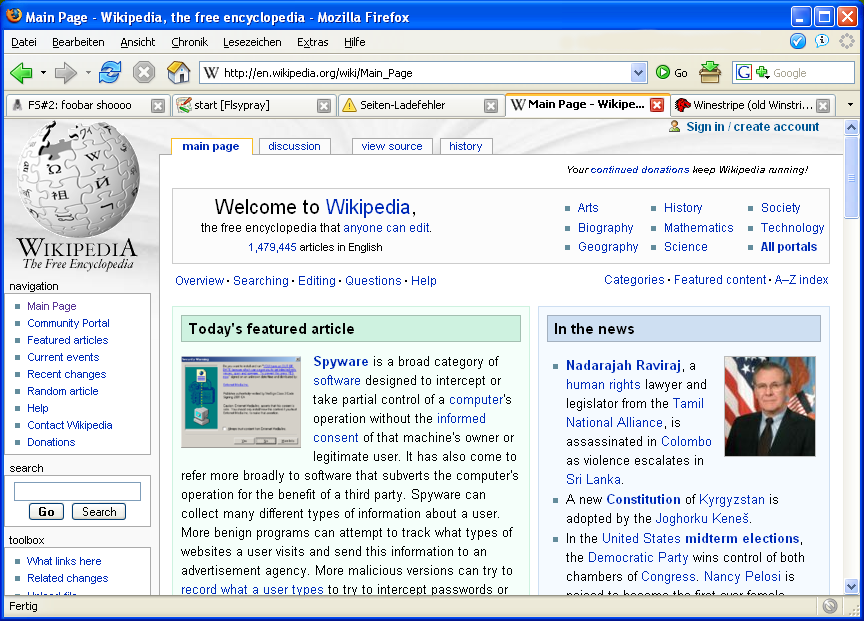 Main Page - Wikipedia, the free encyclopedia - Mozilla Firefox
Datei Bearbeiten Ansicht Chronik Lesezeichen Extras Hilfe
W http://en.wikipedia.org/wiki/Main_Page Go G Google
FS#2: foobar shoooo start [Flsypray] Seiten-Ladefehler W Main Page - Wikipe... Winestripe (old Winstri...
Sign in / create account
main page discussion view source history
Your continued donations keep Wikipedia running!
WIKIPEDIA
The Free Encyclopedia
navigation
Main Page
Community Portal
Featured articles
Current events
Recent changes
Random article
Help
Contact Wikipedia
Donations
search
Go Search
toolbox
What links here
Related changes
Upload file
Welcome to Wikipedia,
the free encyclopedia that anyone can edit.
1,479,445 articles in English
Arts History Society
Biography Mathematics Technology
Geography Science All portals
Overview · Searching · Editing · Questions · Help
Categories · Featured content · A–Z index
Today's featured article
Spyware is a broad category of
software designed to intercept or
take partial control of a computer's
operation without the informed
consent of that machine's owner or
legitimate user. It has also come to
refer more broadly to software that subverts the computer's
operation for the benefit of a third party. Spyware can
collect many different types of information about a user.
More benign programs can attempt to track what types of
websites a user visits and send this information to an
advertisement agency. More malicious versions can try to
record what a user types to try to intercept passwords or
In the news
Nadarajah Raviraj, a
human rights lawyer and
legislator from the Tamil
National Alliance, is
assassinated in Colombo
as violence escalates in
Sri Lanka.
A new Constitution of Kyrgyzstan is
adopted by the Joghorku Keneš.
In the United States midterm elections,
the Democratic Party wins control of both
chambers of Congress. Nancy Pelosi is
poised to become the first ever female
Fertig